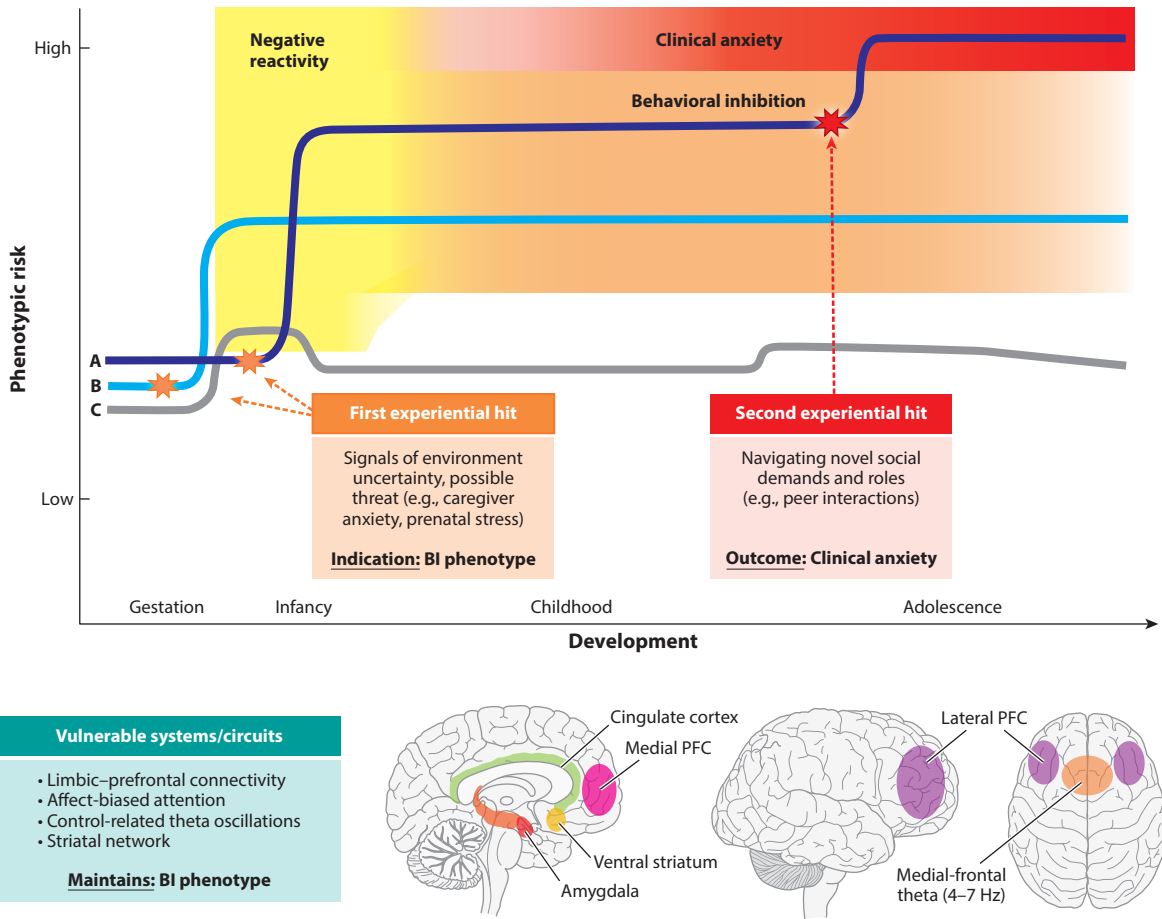 High
Negative
reactivity
Clinical anxiety
Behavioral inhibition
Phenotypic risk
A
B
C
First experiential hit
Signals of environment
uncertainty, possible
threat (e.g., caregiver
anxiety, prenatal stress)
Indication: BI phenotype
Second experiential hit
Navigating novel social
demands and roles
(e.g., peer interactions)
Outcome: Clinical anxiety
Low
Gestation
Infancy
Childhood
Adolescence
Development
Vulnerable systems/circuits
• Limbic–prefrontal connectivity
• Affect-biased attention
• Control-related theta oscillations
• Striatal network
Maintains: BI phenotype
Cingulate cortex
Medial PFC
Ventral striatum
Amygdala
Lateral PFC
Medial-frontal
theta (4–7 Hz)